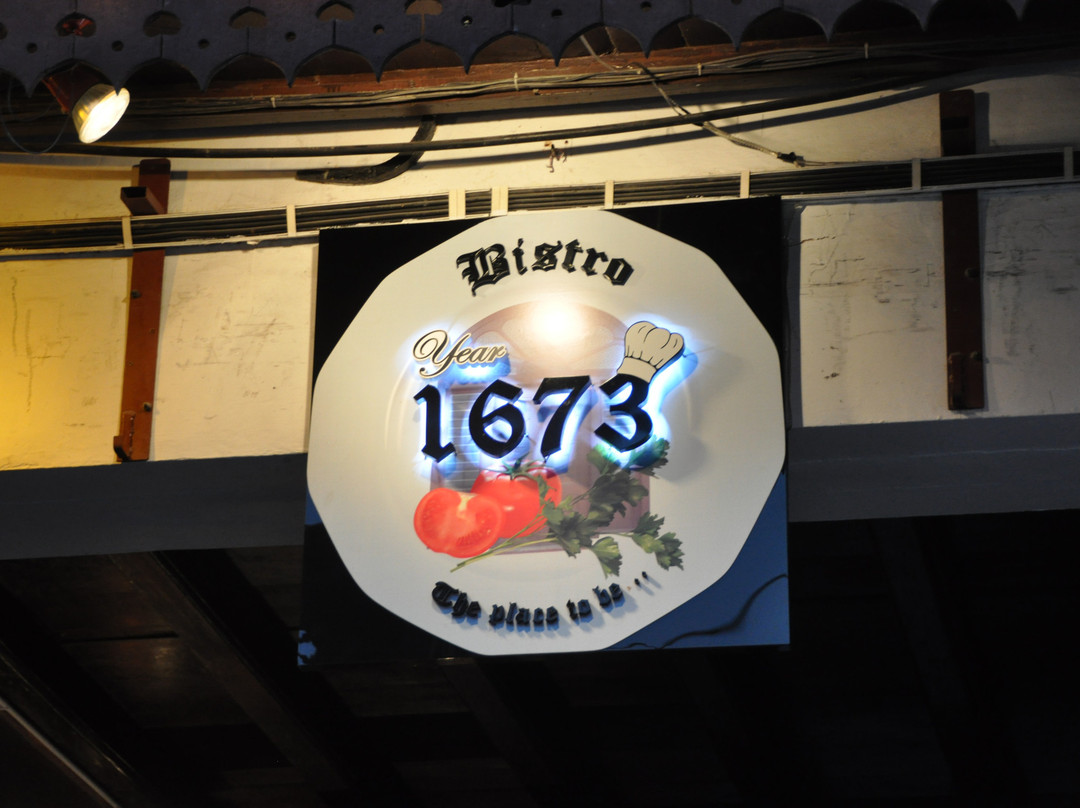 Bistro
Year
1673
The place to be...!!